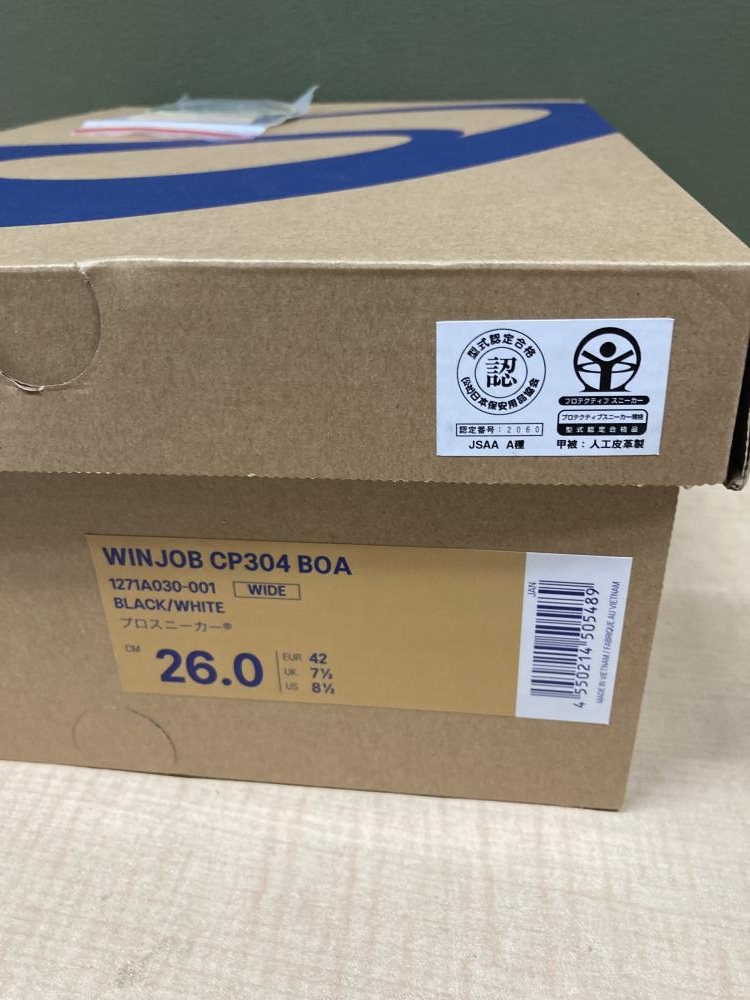 型式認定合格
認
(公社)日本保安用品協会
認定番号:2060
JSAA A種
プロテクティブスニーカー
プロテクティブスニーカー規格
型式認定合格品
甲被:人工皮革製
WINJOB CP304 BOA
1271A030-001 WIDE
BLACK/WHITE
プロスニーカー®
CM 26.0
EUR 42
UK 7½
US 8½
JAN
4 550214 505489
MADE IN VIETNAM / FABRIQUE AU VIETNAM